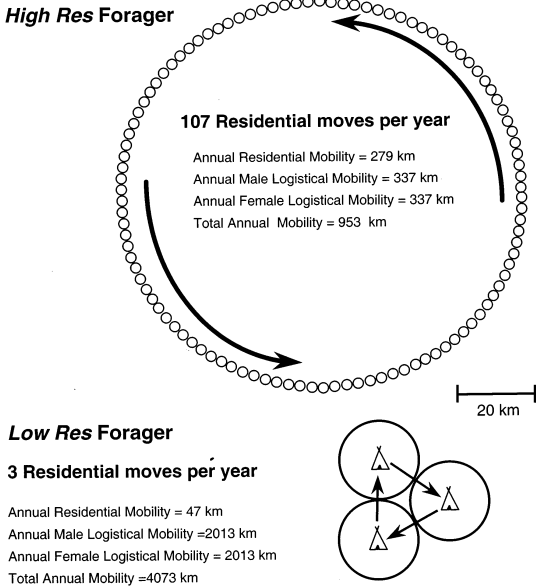 High Res Forager
107 Residential moves per year
Annual Residential Mobility = 279 km
Annual Male Logistical Mobility = 337 km
Annual Female Logistical Mobility = 337 km
Total Annual Mobility = 953 km
20 km
Low Res Forager
3 Residential moves per year
Annual Residential Mobility = 47 km
Annual Male Logistical Mobility =2013 km
Annual Female Logistical Mobility = 2013 km
Total Annual Mobility =4073 km